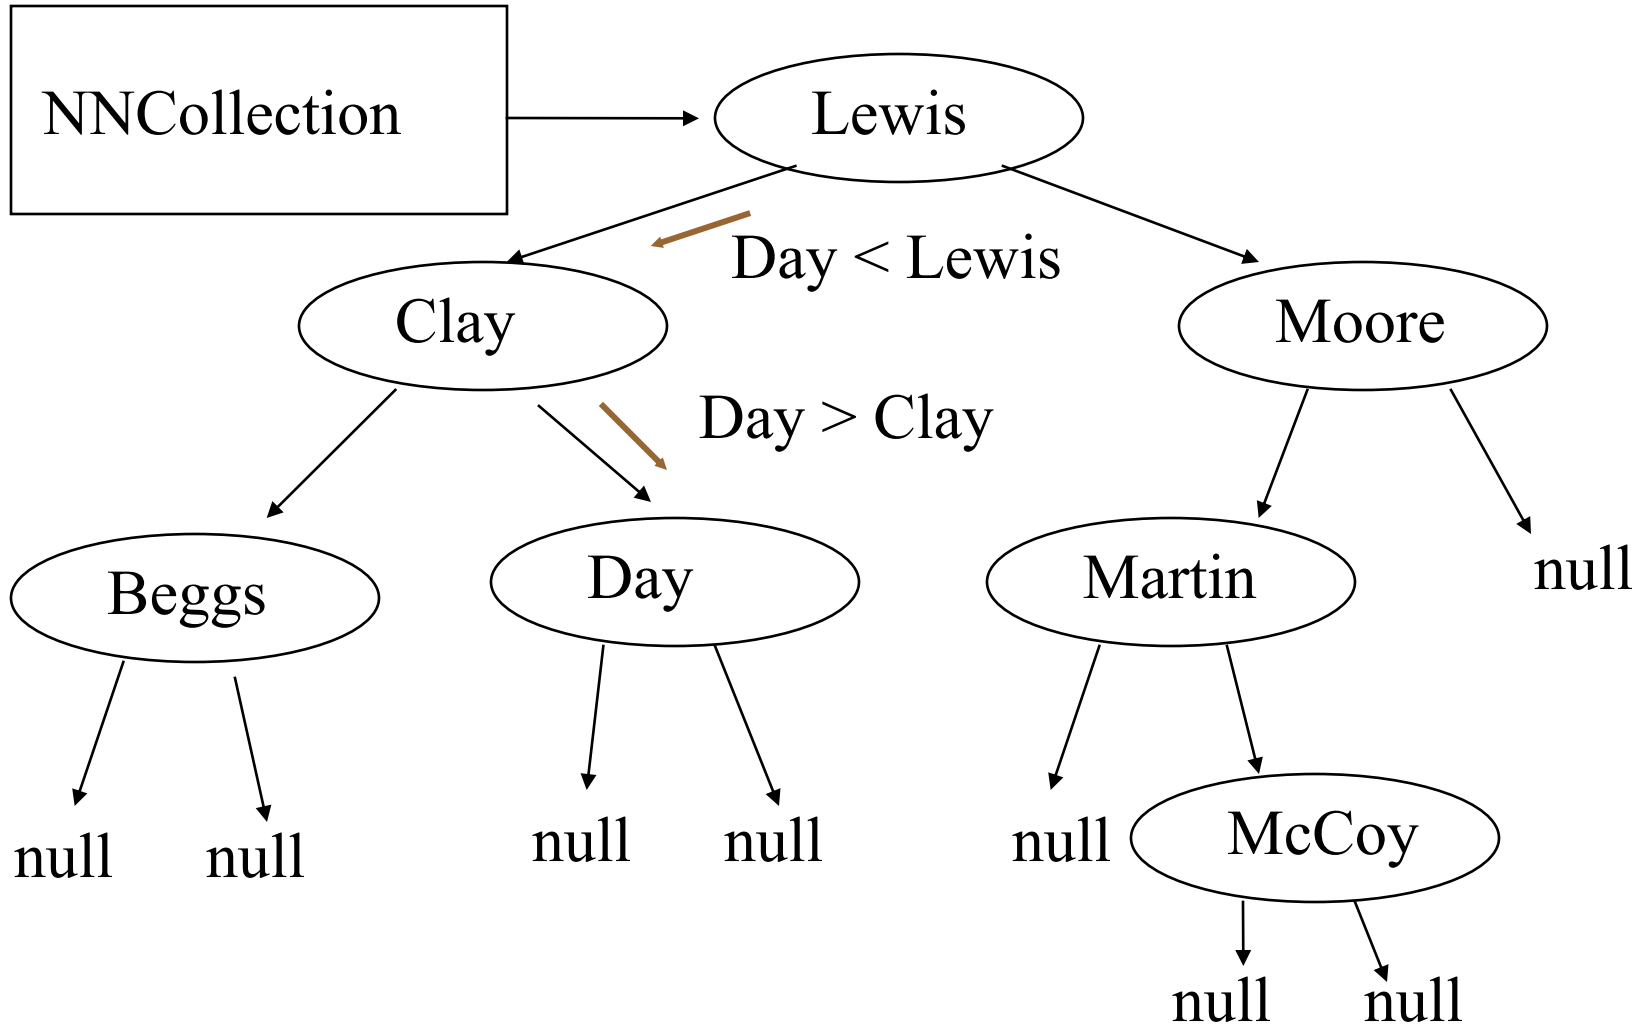 NNCollection
Lewis
Day < Lewis
Clay
Moore
Day > Clay
Beggs
Day
Martin
null
null
null
null
null
null
McCoy
null
null